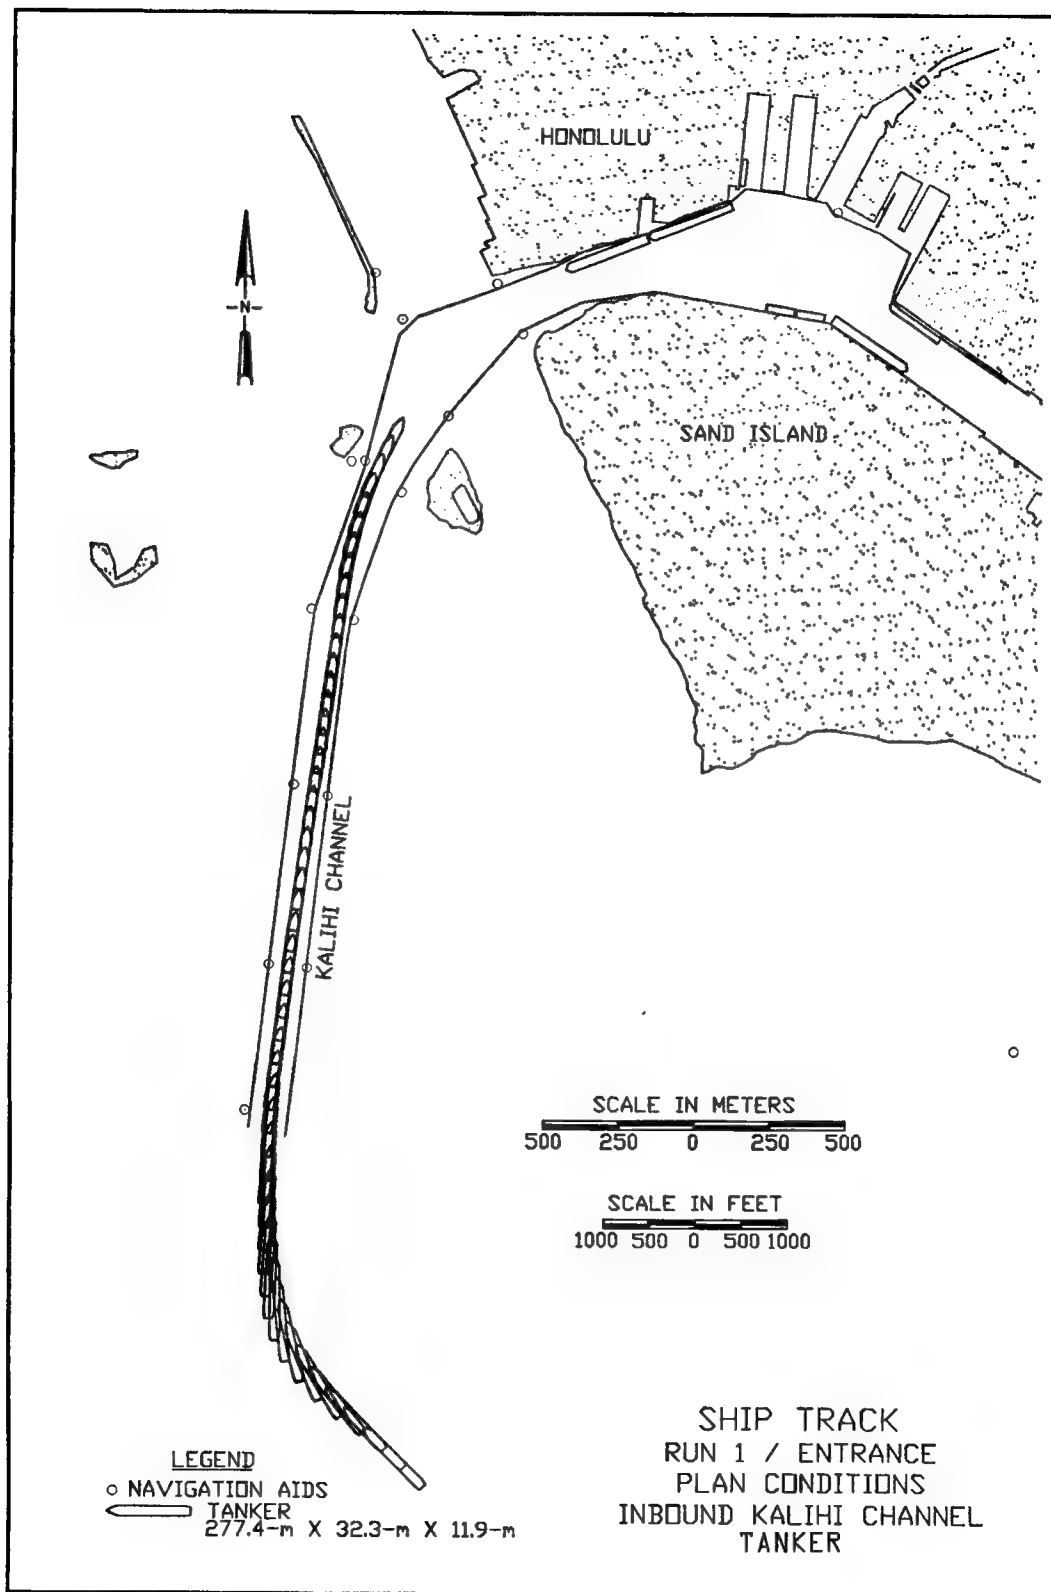 HONOLULU
-N-
SAND ISLAND
KALIHI CHANNEL
SCALE IN METERS
500 250 0 250 500
SCALE IN FEET
1000 500 0 500 1000
SHIP TRACK
RUN 1 / ENTRANCE
PLAN CONDITIONS
INBOUND KALIHI CHANNEL
TANKER
LEGEND
NAVIGATION AIDS
TANKER
277.4-m X 32.3-m X 11.9-m